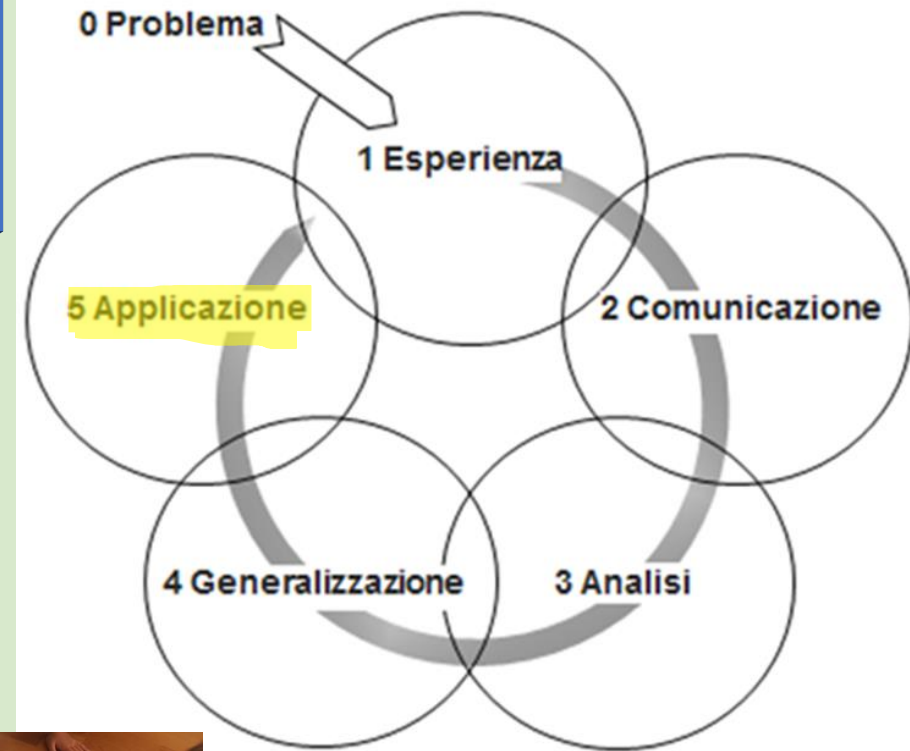 0 Problema
1 Esperienza
5 Applicazione
2 Comunicazione
4 Generalizzazione
3 Analisi